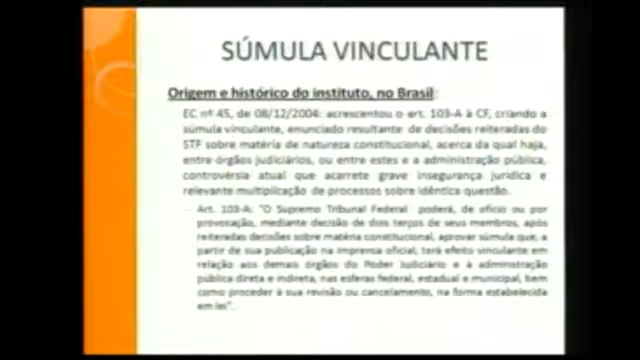 SÚMULA VINCULANTE
Origem e histórico do instituto, no Brasil:
EC nº 45, de 08/12/2004: acrescentou o art. 103-A à CF, criando a
súmula vinculante, enunciado resultante de decisões reiteradas do
STF sobre matéria de natureza constitucional, acerca da qual haja,
entre órgãos judiciários, ou entre estes e a administração pública,
controvérsia atual que acarrete grave insegurança jurídica e
relevante multiplicação de processos sobre idêntica questão.
– Art. 103-A: "O Supremo Tribunal Federal poderá, de ofício ou por
provocação, mediante decisão de dois terços de seus membros, após
reiteradas decisões sobre matéria constitucional, aprovar súmula que, a
partir de sua publicação na imprensa oficial, terá efeito vinculante em
relação aos demais órgãos do Poder Judiciário e à administração
pública direta e indireta, nas esferas federal, estadual e municipal, bem
como proceder à sua revisão ou cancelamento, na forma estabelecida
em lei".